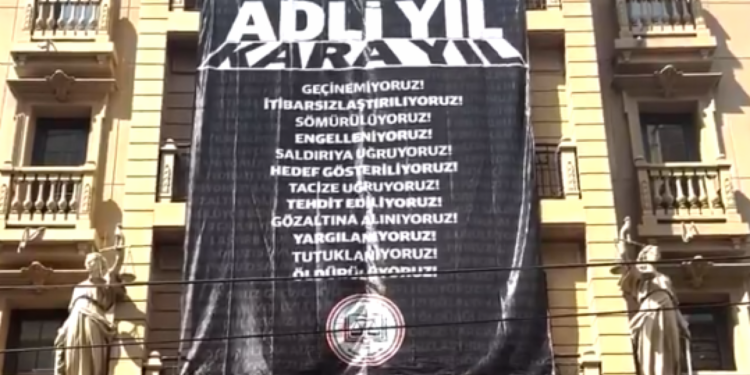 ADLİ YIL
KARA YIL
GEÇİNEMİYORUZ!
İTİBARSIZLAŞTIRILIYORUZ!
SÖMÜRÜLÜYORUZ!
ENGELLENİYORUZ!
SALDIRIYA UĞRUYORUZ!
HEDEF GÖSTERİLİYORUZ!
TACİZE UĞRUYORUZ!
TEHDİT EDİLİYORUZ!
GÖZALTINA ALINIYORUZ!
YARGILANIYORUZ!
TUTUKLANIYORUZ!
ÖLDÜRÜLÜYORUZ!